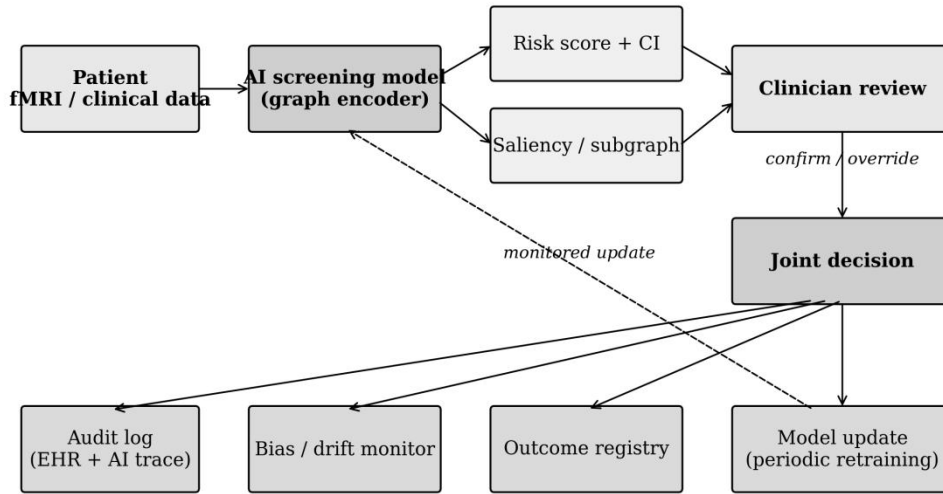 Risk score + CI
Patient
fMRI / clinical data
AI screening model
(graph encoder)
Clinician review
Saliency / subgraph
confirm / override
monitored update
Joint decision
Audit log
(EHR + AI trace)
Bias / drift monitor
Outcome registry
Model update
(periodic retraining)